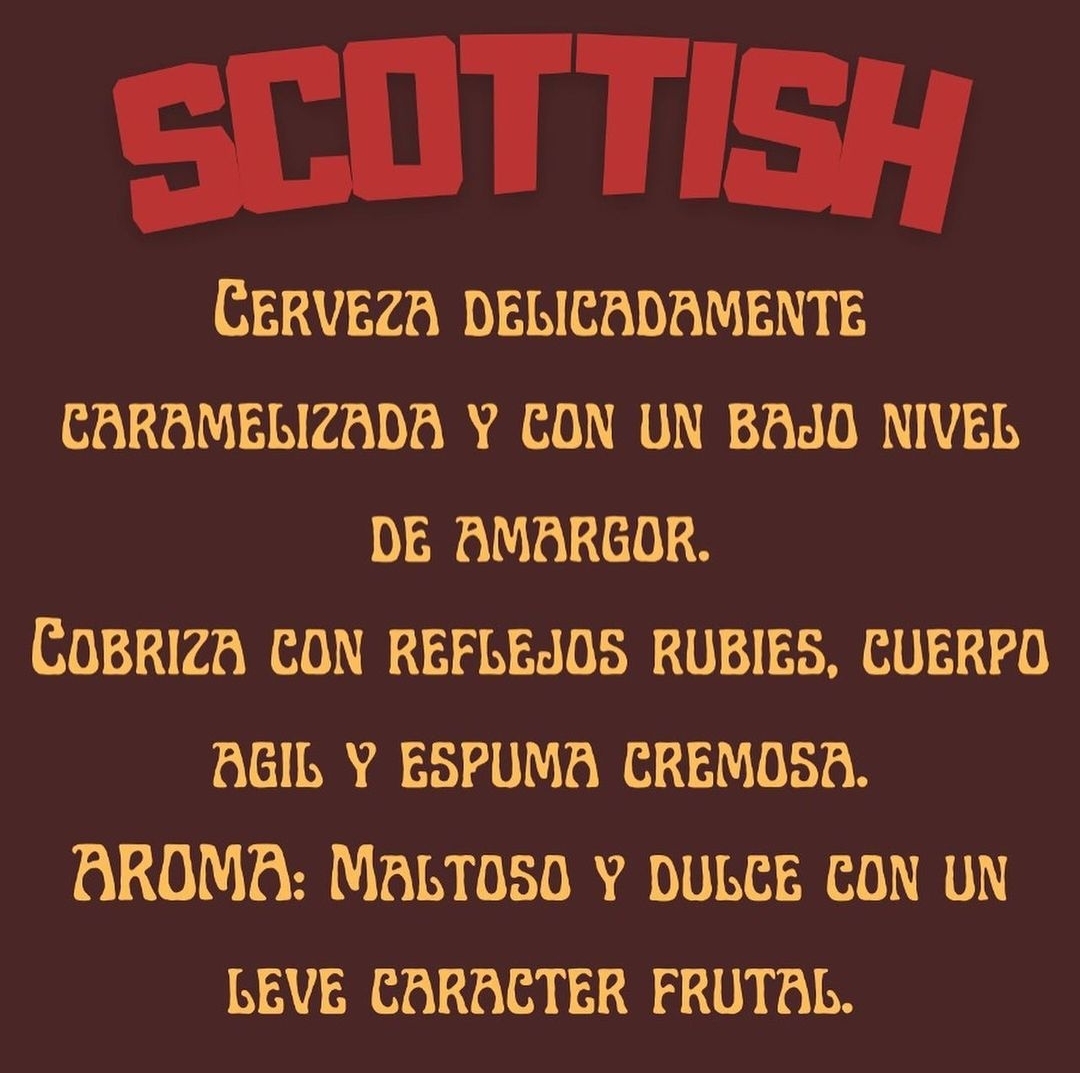 SCOTTISH
Cerveza delicadamente
caramelizada y con un bajo nivel
de amargor.
Cobriza con reflejos rubies, cuerpo
agil y espuma cremosa.
AROMA: Maltoso y dulce con un
leve caracter frutal.